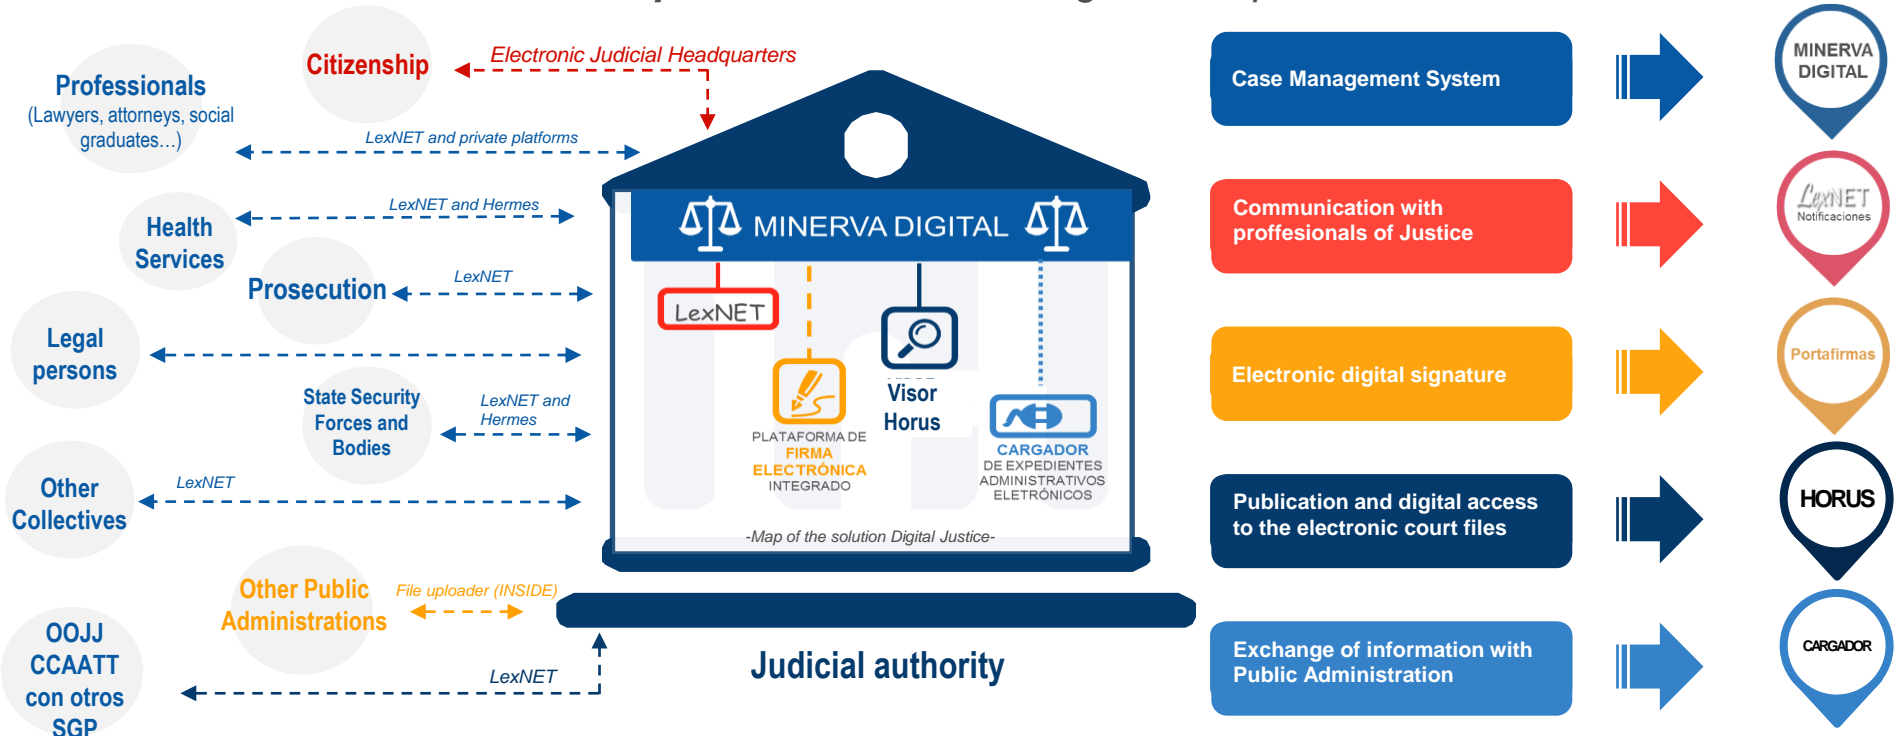 Citizenship
Electronic Judicial Headquarters
Professionals
(Lawyers, attorneys, social
graduates…)
LexNET and private platforms
Health
Services
LexNET and Hermes
Prosecution
LexNET
Legal
persons
State Security
Forces and
Bodies
LexNET and
Hermes
Other
Collectives
LexNET
Other Public
Administrations
File uploader (INSIDE)
OOJJ
CCAATT
con otros
SGP
LexNET
MINERVA DIGITAL
LexNET
PLATAFORMA DE
FIRMA
ELECTRÓNICA
INTEGRADO
Visor
Horus
CARGADOR
DE EXPEDIENTES
ADMINISTRATIVOS
ELETRÓNICOS
-Map of the solution Digital Justice-
Judicial authority
Case Management System
MINERVA
DIGITAL
Communication with
proffesionals of Justice
LexNET
Notificaciones
Electronic digital signature
Portafirmas
Publication and digital access
to the electronic court files
HORUS
Exchange of information with
Public Administration
CARGADOR